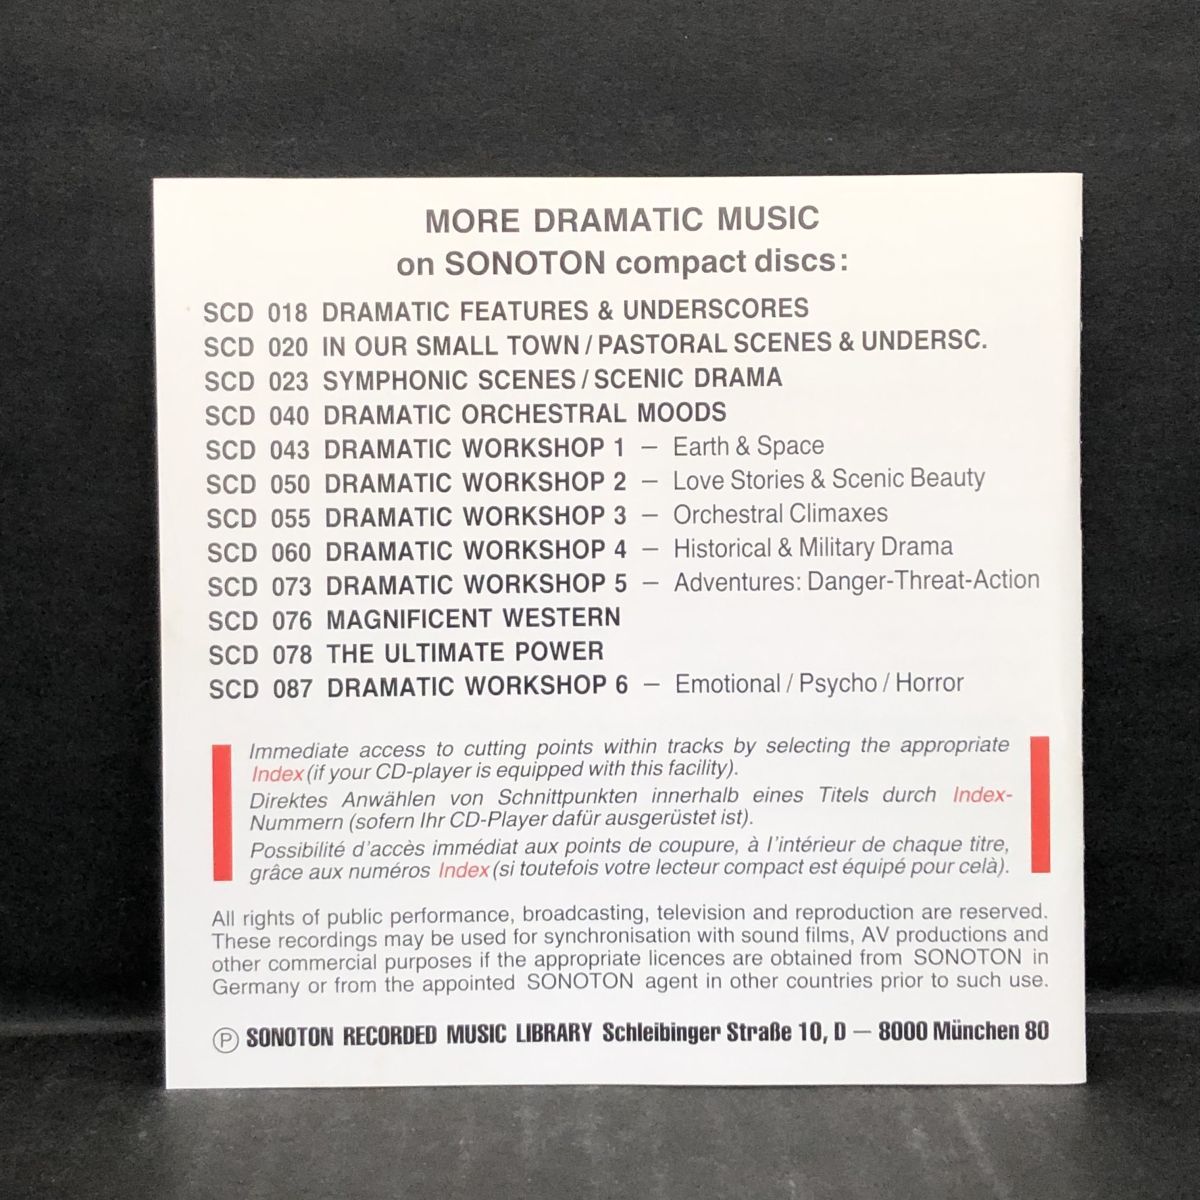 MORE DRAMATIC MUSIC
on SONOTON compact discs:
SCD 018 DRAMATIC FEATURES & UNDERSCORES
SCD 020 IN OUR SMALL TOWN / PASTORAL SCENES & UNDERSC.
SCD 023 SYMPHONIC SCENES / SCENIC DRAMA
SCD 040 DRAMATIC ORCHESTRAL MOODS
SCD 043 DRAMATIC WORKSHOP 1 – Earth & Space
SCD 050 DRAMATIC WORKSHOP 2 – Love Stories & Scenic Beauty
SCD 055 DRAMATIC WORKSHOP 3 – Orchestral Climaxes
SCD 060 DRAMATIC WORKSHOP 4 – Historical & Military Drama
SCD 073 DRAMATIC WORKSHOP 5 – Adventures: Danger-Threat-Action
SCD 076 MAGNIFICENT WESTERN
SCD 078 THE ULTIMATE POWER
SCD 087 DRAMATIC WORKSHOP 6 – Emotional / Psycho / Horror
Immediate access to cutting points within tracks by selecting the appropriate
Index (if your CD-player is equipped with this facility).
Direktes Anwählen von Schnittpunkten innerhalb eines Titels durch Index-
Nummern (sofern Ihr CD-Player dafür ausgerüstet ist).
Possibilité d'accès immédiat aux points de coupure, à l'intérieur de chaque titre,
grâce aux numéros Index (si toutefois votre lecteur compact est équipé pour celà).
All rights of public performance, broadcasting, television and reproduction are reserved.
These recordings may be used for synchronisation with sound films, AV productions and
other commercial purposes if the appropriate licences are obtained from SONOTON in
Germany or from the appointed SONOTON agent in other countries prior to such use.
Ⓟ SONOTON RECORDED MUSIC LIBRARY Schleibinger Straße 10, D – 8000 München 80